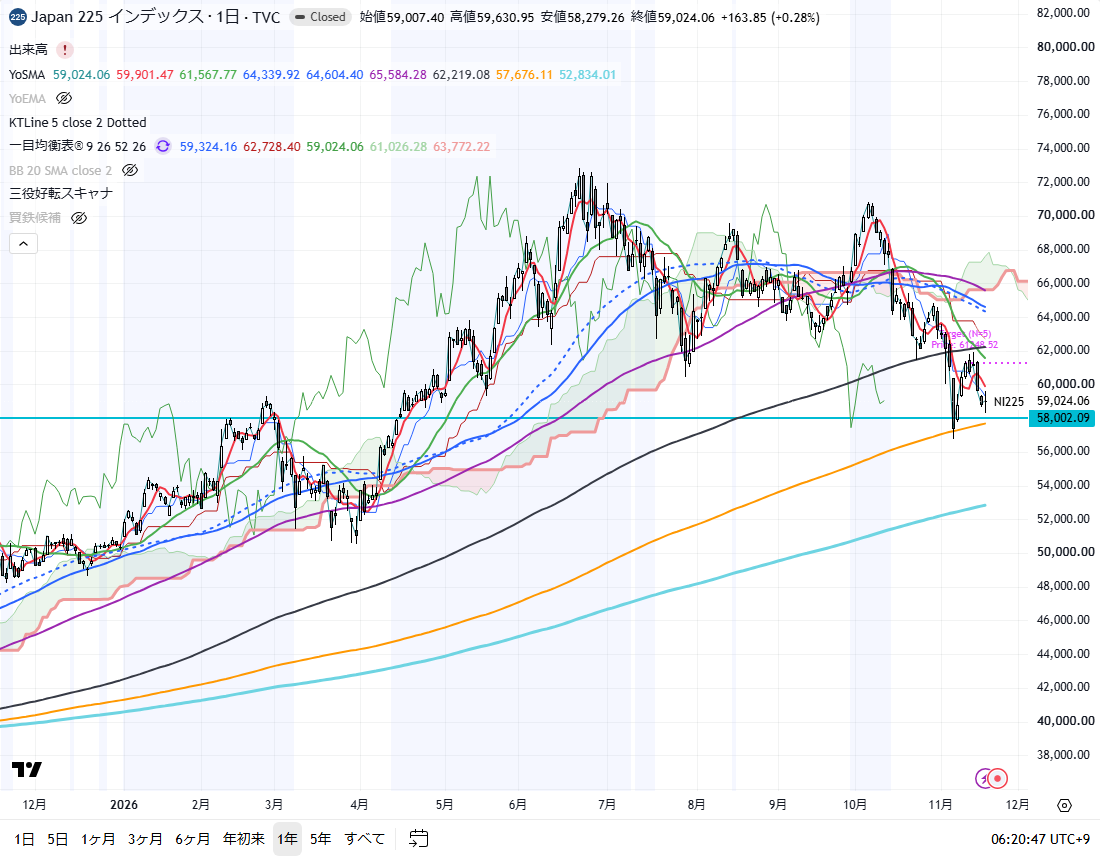 225 Japan 225 インデックス · 1日 · TVC Closed 始値59,007.40 高値59,630.95 安値58,279.26 終値59,024.06 +163.85 (+0.28%)
出来高 !
YoSMA 59,024.06 59,901.47 61,567.77 64,339.92 64,604.40 65,584.28 62,219.08 57,676.11 52,834.01
YoEMA
KTLine 5 close 2 Dotted
一目均衡表® 9 26 52 26 59,324.16 62,728.40 59,024.06 61,026.28 63,772.22
BB 20 SMA close 2
三役好転スキャナ
買鉄候補
82,000.00
80,000.00
78,000.00
76,000.00
74,000.00
72,000.00
70,000.00
68,000.00
66,000.00
64,000.00
62,000.00
60,000.00
NI225 59,024.06
58,002.09
56,000.00
54,000.00
52,000.00
50,000.00
48,000.00
46,000.00
44,000.00
42,000.00
40,000.00
38,000.00
12月 2026 2月 3月 4月 5月 6月 7月 8月 9月 10月 11月 12月
1日 5日 1ヶ月 3ヶ月 6ヶ月 年初来 1年 5年 すべて 06:20:47 UTC+9